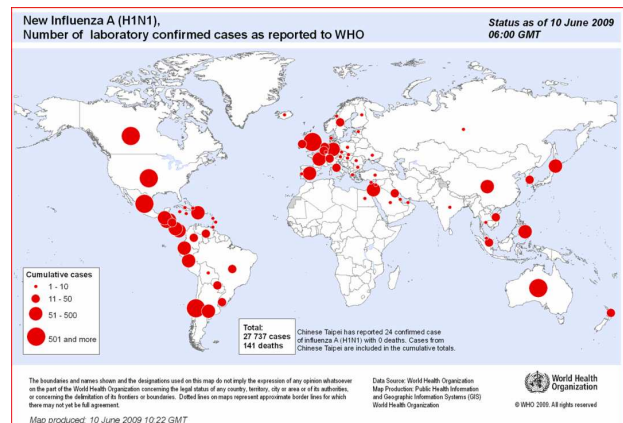 New Influenza A (H1N1),
Number of laboratory confirmed cases as reported to WHO
Status as of 10 June 2009
06:00 GMT
Cumulative cases
1 - 10
11 - 50
51 - 500
501 and more
Total:
27 737 cases
141 deaths
Chinese Taipei has reported 24 confirmed case
of influenza A (H1N1) with 0 deaths. Cases from
Chinese Taipei are included in the cumulative totals.
The boundaries and names shown and the designations used on this map do not imply the expression of any opinion whatsoever
on the part of the World Health Organization concerning the legal status of any country, territory, city or area or of its authorities,
or concerning the delimitation of its frontiers or boundaries. Dotted lines on maps represent approximate border lines for which
there may not yet be full agreement.
Data Source: World Health Organization
Map Production: Public Health Information
and Geographic Information Systems (GIS)
World Health Organization
World Health
Organization
© WHO 2009. All rights reserved
Map produced: 10 June 2009 10:22 GMT